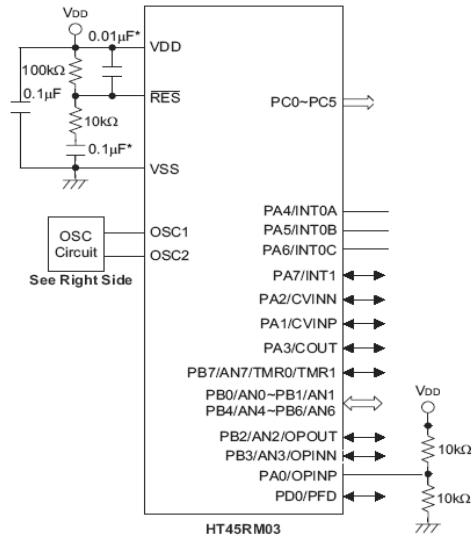 VDD
0.01µF*
VDD
100kΩ
RES
0.1µF
10kΩ
0.1µF*
VSS
OSC
Circuit
See Right Side
OSC1
OSC2
PC0~PC5
PA4/INT0A
PA5/INT0B
PA6/INT0C
PA7/INT1
PA2/CVINN
PA1/CVINP
PA3/COUT
PB7/AN7/TMR0/TMR1
PB0/AN0~PB1/AN1
PB4/AN4~PB6/AN6
PB2/AN2/OPOUT
PB3/AN3/OPINN
PA0/OPINP
PD0/PFD
VDD
10kΩ
10kΩ
HT45RM03